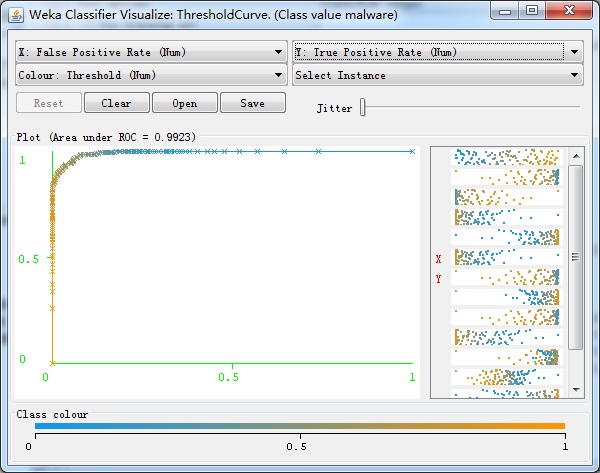 Weka Classifier Visualize: ThresholdCurve. (Class value malware)
X: False Positive Rate (Num)
Y: True Positive Rate (Num)
Colour: Threshold (Num)
Select Instance
Reset
Clear
Open
Save
Jitter
Plot (Area under ROC = 0.9923)
1
0.5
0
0
0.5
1
X
Y
Class colour
0
0.5
1